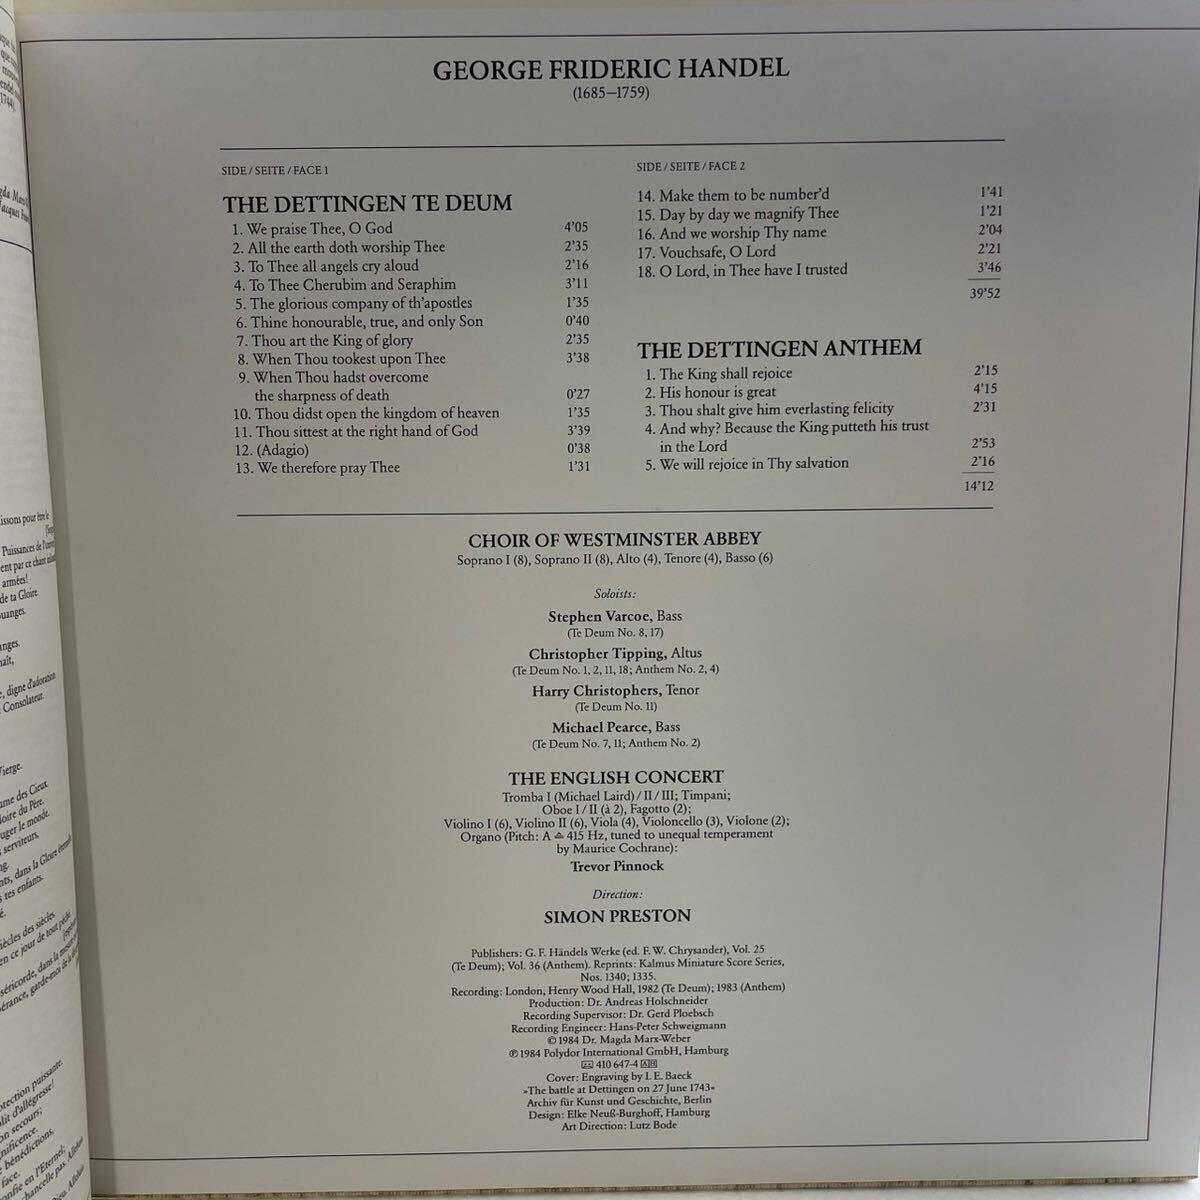 GEORGE FRIDERIC HANDEL
(1685–1759)
SIDE / SEITE / FACE 1
THE DETTINGEN TE DEUM
1. We praise Thee, O God 4'05
2. All the earth doth worship Thee 2'35
3. To Thee all angels cry aloud 2'16
4. To Thee Cherubim and Seraphim 3'11
5. The glorious company of th'apostles 1'35
6. Thine honourable, true, and only Son 0'40
7. Thou art the King of glory 2'35
8. When Thou tookest upon Thee 3'38
9. When Thou hadst overcome
the sharpness of death 0'27
10. Thou didst open the kingdom of heaven 1'35
11. Thou sittest at the right hand of God 3'39
12. (Adagio) 0'38
13. We therefore pray Thee 1'31
SIDE / SEITE / FACE 2
14. Make them to be number'd 1'41
15. Day by day we magnify Thee 1'21
16. And we worship Thy name 2'04
17. Vouchsafe, O Lord 2'21
18. O Lord, in Thee have I trusted 3'46
39'52
THE DETTINGEN ANTHEM
1. The King shall rejoice 2'15
2. His honour is great 4'15
3. Thou shalt give him everlasting felicity 2'31
4. And why? Because the King putteth his trust
in the Lord 2'53
5. We will rejoice in Thy salvation 2'16
14'12
CHOIR OF WESTMINSTER ABBEY
Soprano I (8), Soprano II (8), Alto (4), Tenore (4), Basso (6)
Soloists:
Stephen Varcoe, Bass
(Te Deum No. 8, 17)
Christopher Tipping, Altus
(Te Deum No. 1, 2, 11, 18; Anthem No. 2, 4)
Harry Christophers, Tenor
(Te Deum No. 11)
Michael Pearce, Bass
(Te Deum No. 7, 11; Anthem No. 2)
THE ENGLISH CONCERT
Tromba I (Michael Laird) / II / III; Timpani;
Oboe I / II (à 2), Fagotto (2);
Violino I (6), Violino II (6), Viola (4), Violoncello (3), Violone (2);
Organo (Pitch: A ≙ 415 Hz, tuned to unequal temperament
by Maurice Cochrane):
Trevor Pinnock
Direction:
SIMON PRESTON
Publishers: G. F. Händels Werke (ed. F. W. Chrysander), Vol. 25
(Te Deum); Vol. 36 (Anthem). Reprints: Kalmus Miniature Score Series,
Nos. 1340; 1335.
Recording: London, Henry Wood Hall, 1982 (Te Deum); 1983 (Anthem)
Production: Dr. Andreas Holschneider
Recording Supervisor: Dr. Gerd Ploebsch
Recording Engineer: Hans-Peter Schweigmann
© 1984 Dr. Magda Marx-Weber
℗ 1984 Polydor International GmbH, Hamburg
410 647-4 AH
Cover: Engraving by I. E. Baeck
»The battle at Dettingen on 27 June 1743«
Archiv für Kunst und Geschichte, Berlin
Design: Elke Neuß-Burghoff, Hamburg
Art Direction: Lutz Bode